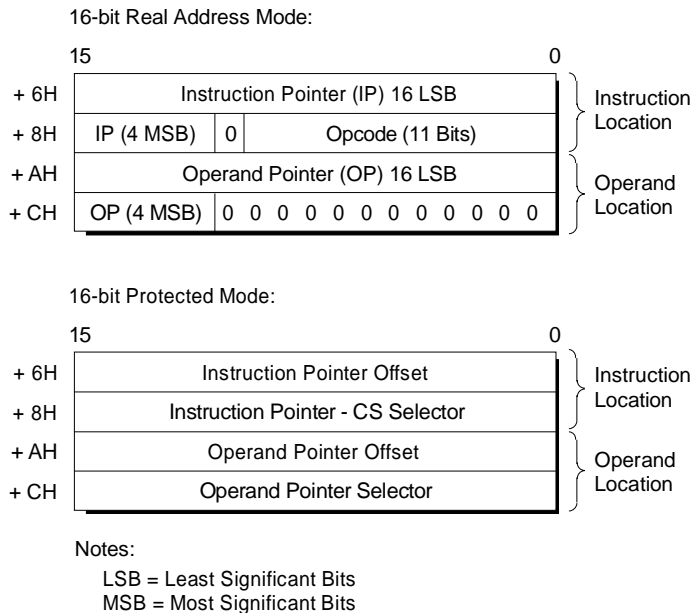 16-bit Real Address Mode:
15 0
+ 6H Instruction Pointer (IP) 16 LSB
+ 8H IP (4 MSB) 0 Opcode (11 Bits)
Instruction
Location
+ AH Operand Pointer (OP) 16 LSB
+ CH OP (4 MSB) 0 0 0 0 0 0 0 0 0 0 0 0
Operand
Location
16-bit Protected Mode:
15 0
+ 6H Instruction Pointer Offset
+ 8H Instruction Pointer - CS Selector
Instruction
Location
+ AH Operand Pointer Offset
+ CH Operand Pointer Selector
Operand
Location
Notes:
LSB = Least Significant Bits
MSB = Most Significant Bits